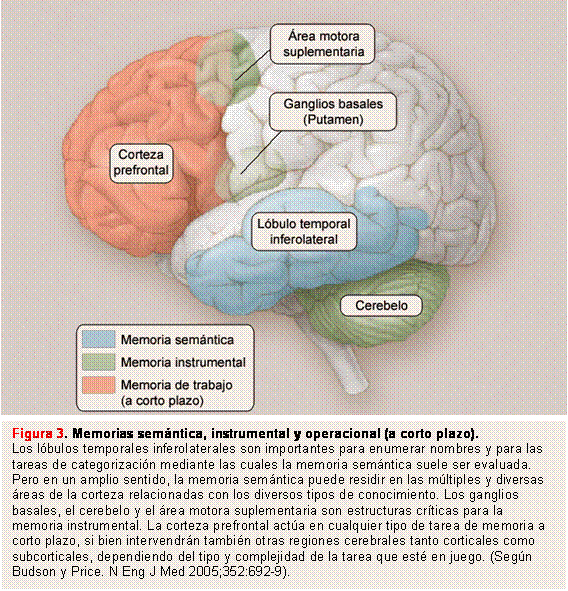 Área motora
suplementaria
Ganglios basales
(Putamen)
Corteza
prefrontal
Lóbulo temporal
inferolateral
Cerebelo
Memoria semántica
Memoria instrumental
Memoria de trabajo
(a corto plazo)
Figura 3. Memorias semántica, instrumental y operacional (a corto plazo).
Los lóbulos temporales inferolaterales son importantes para enumerar nombres y para las
tareas de categorización mediante las cuales la memoria semántica suele ser evaluada.
Pero en un amplio sentido, la memoria semántica puede residir en las múltiples y diversas
áreas de la corteza relacionadas con los diversos tipos de conocimiento. Los ganglios
basales, el cerebelo y el área motora suplementaria son estructuras críticas para la
memoria instrumental. La corteza prefrontal actúa en cualquier tipo de tarea de memoria a
corto plazo, si bien intervendrán también otras regiones cerebrales tanto corticales como
subcorticales, dependiendo del tipo y complejidad de la tarea que esté en juego. (Según
Budson y Price. N Eng J Med 2005;352:692-9).